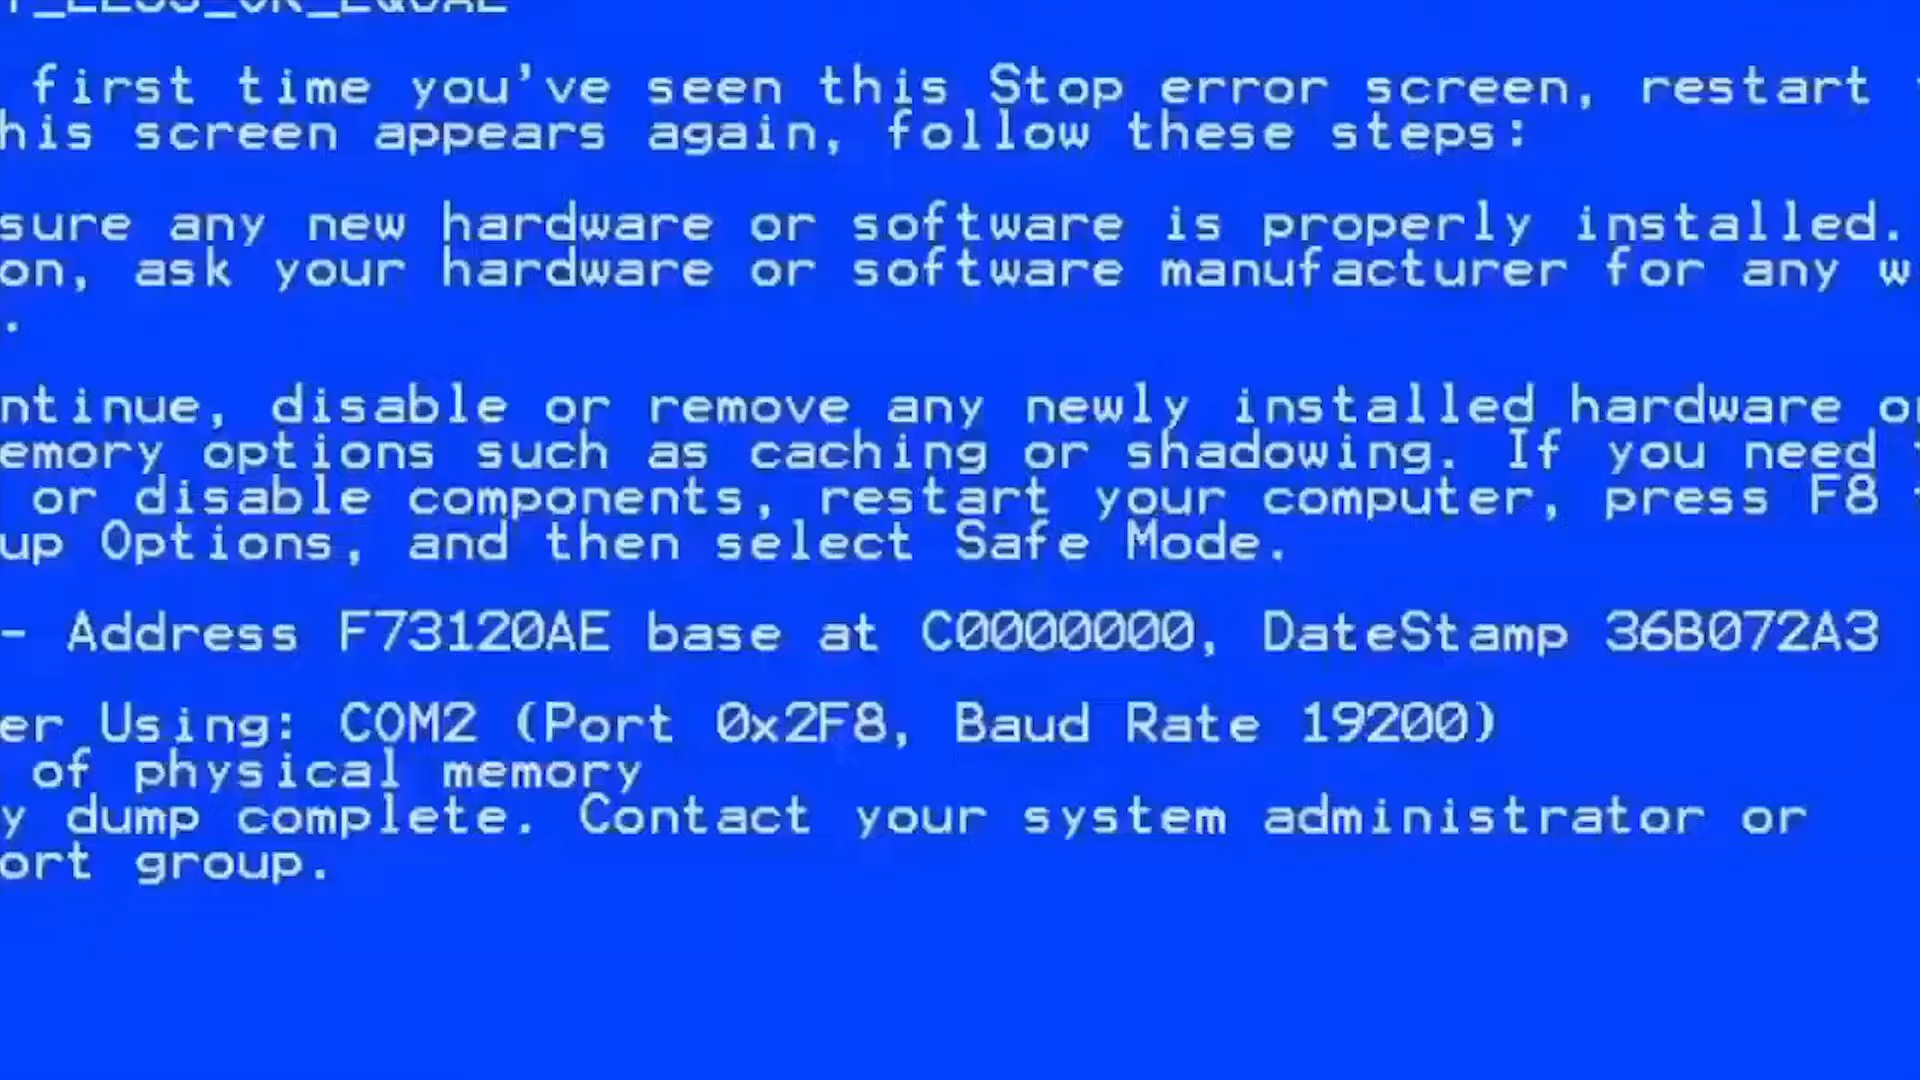 T_LESS_OR_EQUAL
first time you've seen this Stop error screen, restart
his screen appears again, follow these steps:
sure any new hardware or software is properly installed.
on, ask your hardware or software manufacturer for any w
.
ntinue, disable or remove any newly installed hardware or
emory options such as caching or shadowing. If you need
or disable components, restart your computer, press F8
up Options, and then select Safe Mode.
- Address F73120AE base at C0000000, DateStamp 36B072A3
er Using: COM2 (Port 0x2F8, Baud Rate 19200)
of physical memory
y dump complete. Contact your system administrator or
ort group.